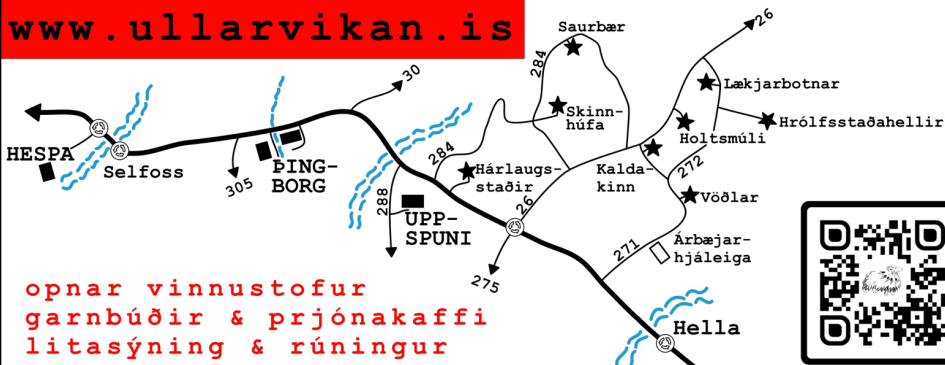 www.ullarvikan.is
26
Saurbær
284
30
Lækjarbotnar
Skinn-
húfa
Hrólfsstaðahellir
Holtsmúli
HESPA
Selfoss
305
ÞING-
BORG
284
Hárlaugs-
staðir
Kalda-
kinn
272
288
UPP-
SPUNI
26
Vöðlar
271
Árbæjar-
hjáleiga
275
Hella
opnar vinnustofur
garnbúðir & prjónakaffi
litasýning & rúningur